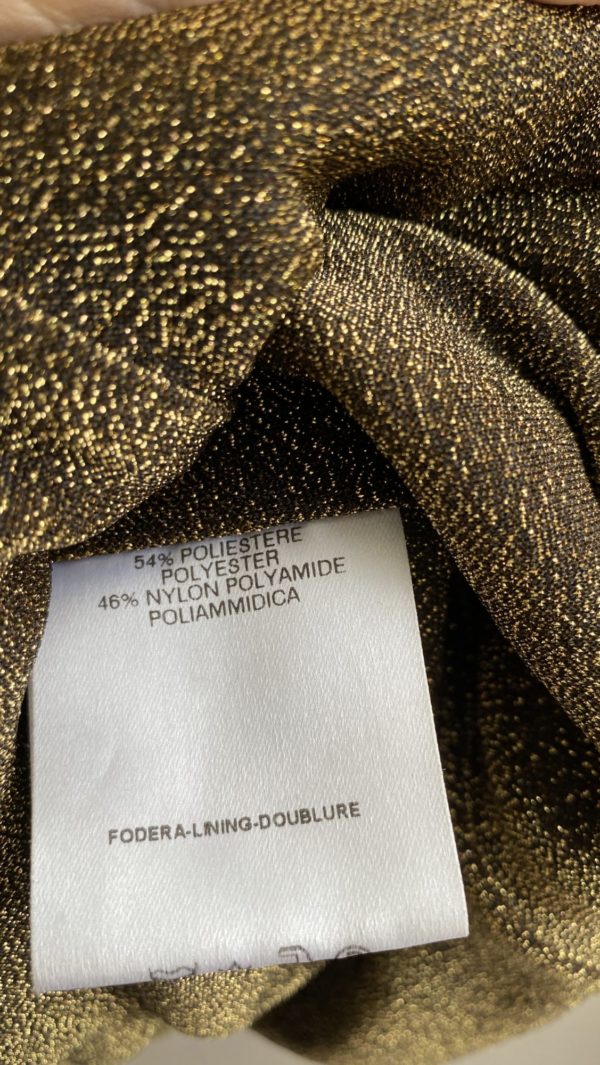 54% POLIESTERE
POLYESTER
46% NYLON POLYAMIDE
POLIAMMIDICA
FODERA-LINING-DOUBLURE